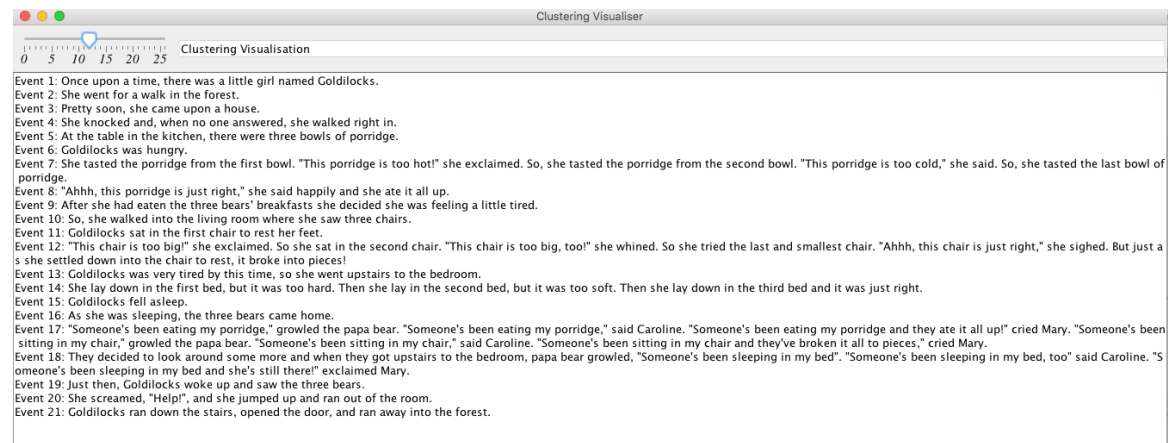 Clustering Visualiser
0 5 10 15 20 25
Clustering Visualisation
Event 1: Once upon a time, there was a little girl named Goldilocks.
Event 2: She went for a walk in the forest.
Event 3: Pretty soon, she came upon a house.
Event 4: She knocked and, when no one answered, she walked right in.
Event 5: At the table in the kitchen, there were three bowls of porridge.
Event 6: Goldilocks was hungry.
Event 7: She tasted the porridge from the first bowl. "This porridge is too hot!" she exclaimed. So, she tasted the porridge from the second bowl. "This porridge is too cold," she said. So, she tasted the last bowl of
porridge.
Event 8: "Ahhh, this porridge is just right," she said happily and she ate it all up.
Event 9: After she had eaten the three bears' breakfasts she decided she was feeling a little tired.
Event 10: So, she walked into the living room where she saw three chairs.
Event 11: Goldilocks sat in the first chair to rest her feet.
Event 12: "This chair is too big!" she exclaimed. So she sat in the second chair. "This chair is too big, too!" she whined. So she tried the last and smallest chair. "Ahhh, this chair is just right," she sighed. But just a
s she settled down into the chair to rest, it broke into pieces!
Event 13: Goldilocks was very tired by this time, so she went upstairs to the bedroom.
Event 14: She lay down in the first bed, but it was too hard. Then she lay in the second bed, but it was too soft. Then she lay down in the third bed and it was just right.
Event 15: Goldilocks fell asleep.
Event 16: As she was sleeping, the three bears came home.
Event 17: "Someone's been eating my porridge," growled the papa bear. "Someone's been eating my porridge," said Caroline. "Someone's been eating my porridge and they ate it all up!" cried Mary. "Someone's been
sitting in my chair," growled the papa bear. "Someone's been sitting in my chair," said Caroline. "Someone's been sitting in my chair and they've broken it all to pieces," cried Mary.
Event 18: They decided to look around some more and when they got upstairs to the bedroom, papa bear growled, "Someone's been sleeping in my bed". "Someone's been sleeping in my bed, too" said Caroline. "S
omeone's been sleeping in my bed and she's still there!" exclaimed Mary.
Event 19: Just then, Goldilocks woke up and saw the three bears.
Event 20: She screamed, "Help!", and she jumped up and ran out of the room.
Event 21: Goldilocks ran down the stairs, opened the door, and ran away into the forest.